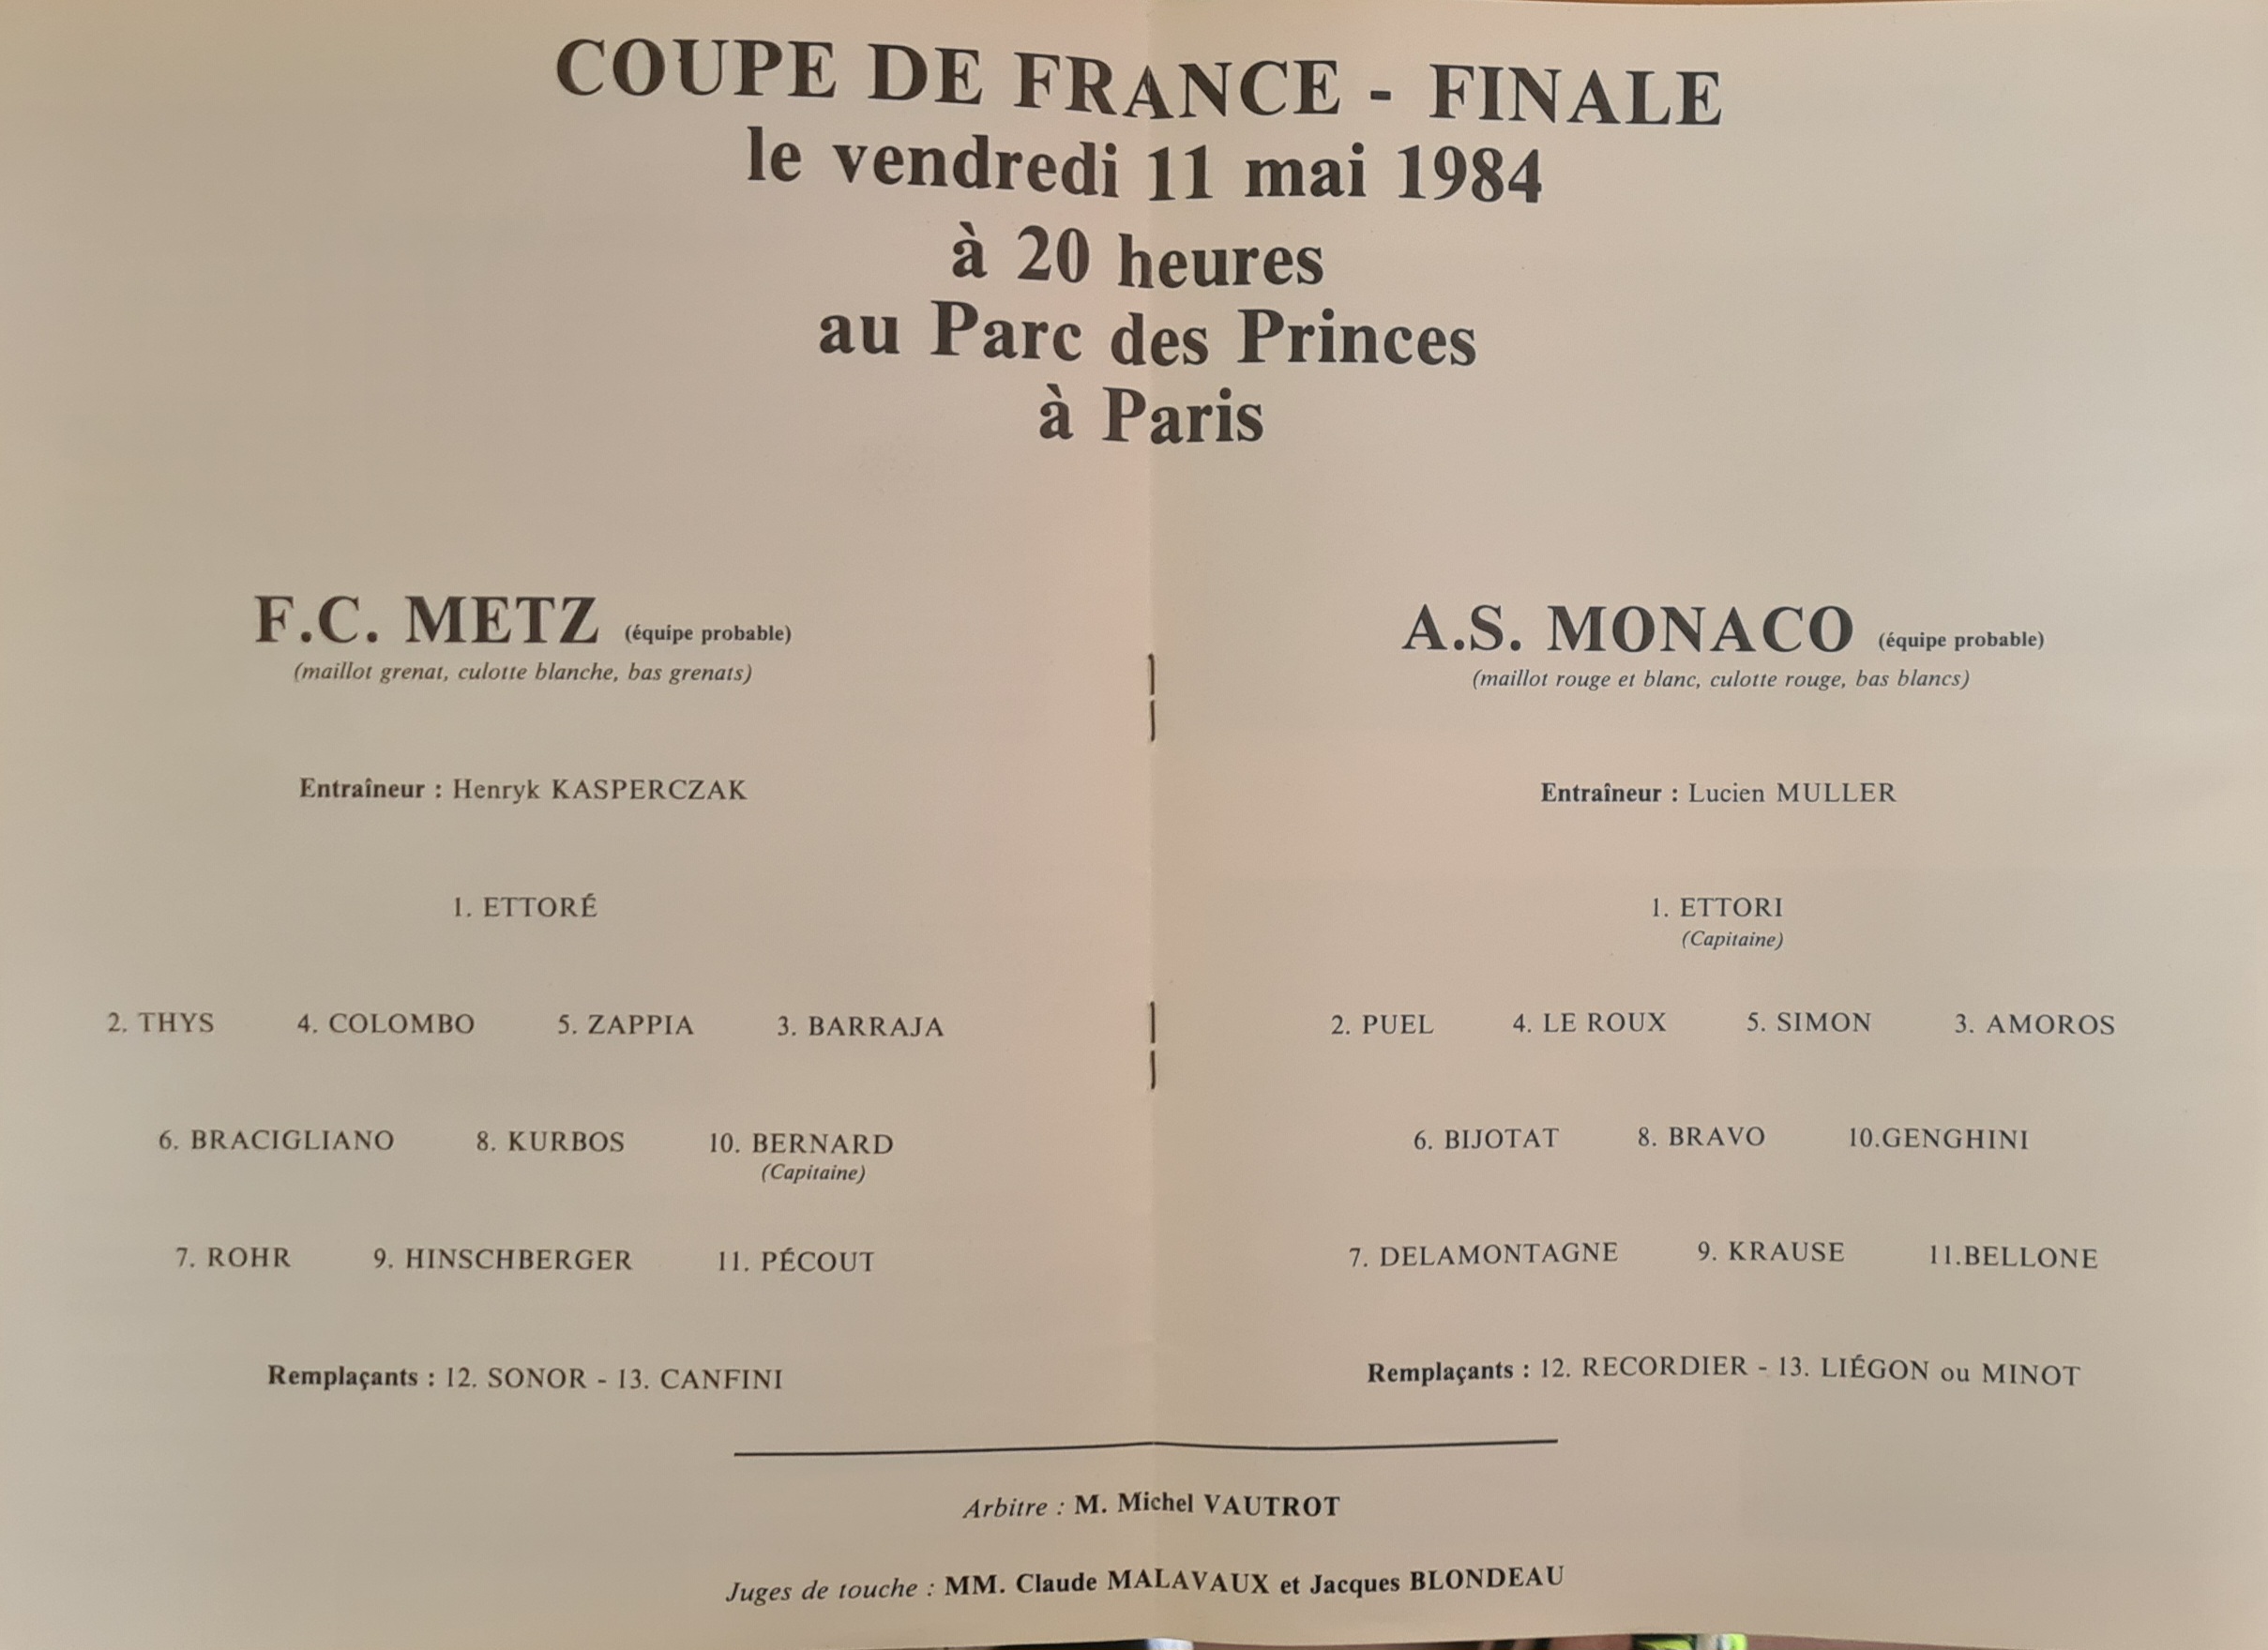 COUPE DE FRANCE - FINALE
le vendredi 11 mai 1984
à 20 heures
au Parc des Princes
à Paris
F.C. METZ (équipe probable)
(maillot grenat, culotte blanche, bas grenats)
Entraîneur : Henryk KASPERCZAK
1. ETTORÉ
2. THYS 4. COLOMBO 5. ZAPPIA 3. BARRAJA
6. BRACIGLIANO 8. KURBOS 10. BERNARD
(Capitaine)
7. ROHR 9. HINSCHBERGER 11. PÉCOUT
Remplaçants : 12. SONOR - 13. CANFINI
A.S. MONACO (équipe probable)
(maillot rouge et blanc, culotte rouge, bas blancs)
Entraîneur : Lucien MULLER
1. ETTORI
(Capitaine)
2. PUEL 4. LE ROUX 5. SIMON 3. AMOROS
6. BIJOTAT 8. BRAVO 10.GENGHINI
7. DELAMONTAGNE 9. KRAUSE 11.BELLONE
Remplaçants : 12. RECORDIER - 13. LIÉGON ou MINOT
Arbitre : M. Michel VAUTROT
Juges de touche : MM. Claude MALAVAUX et Jacques BLONDEAU